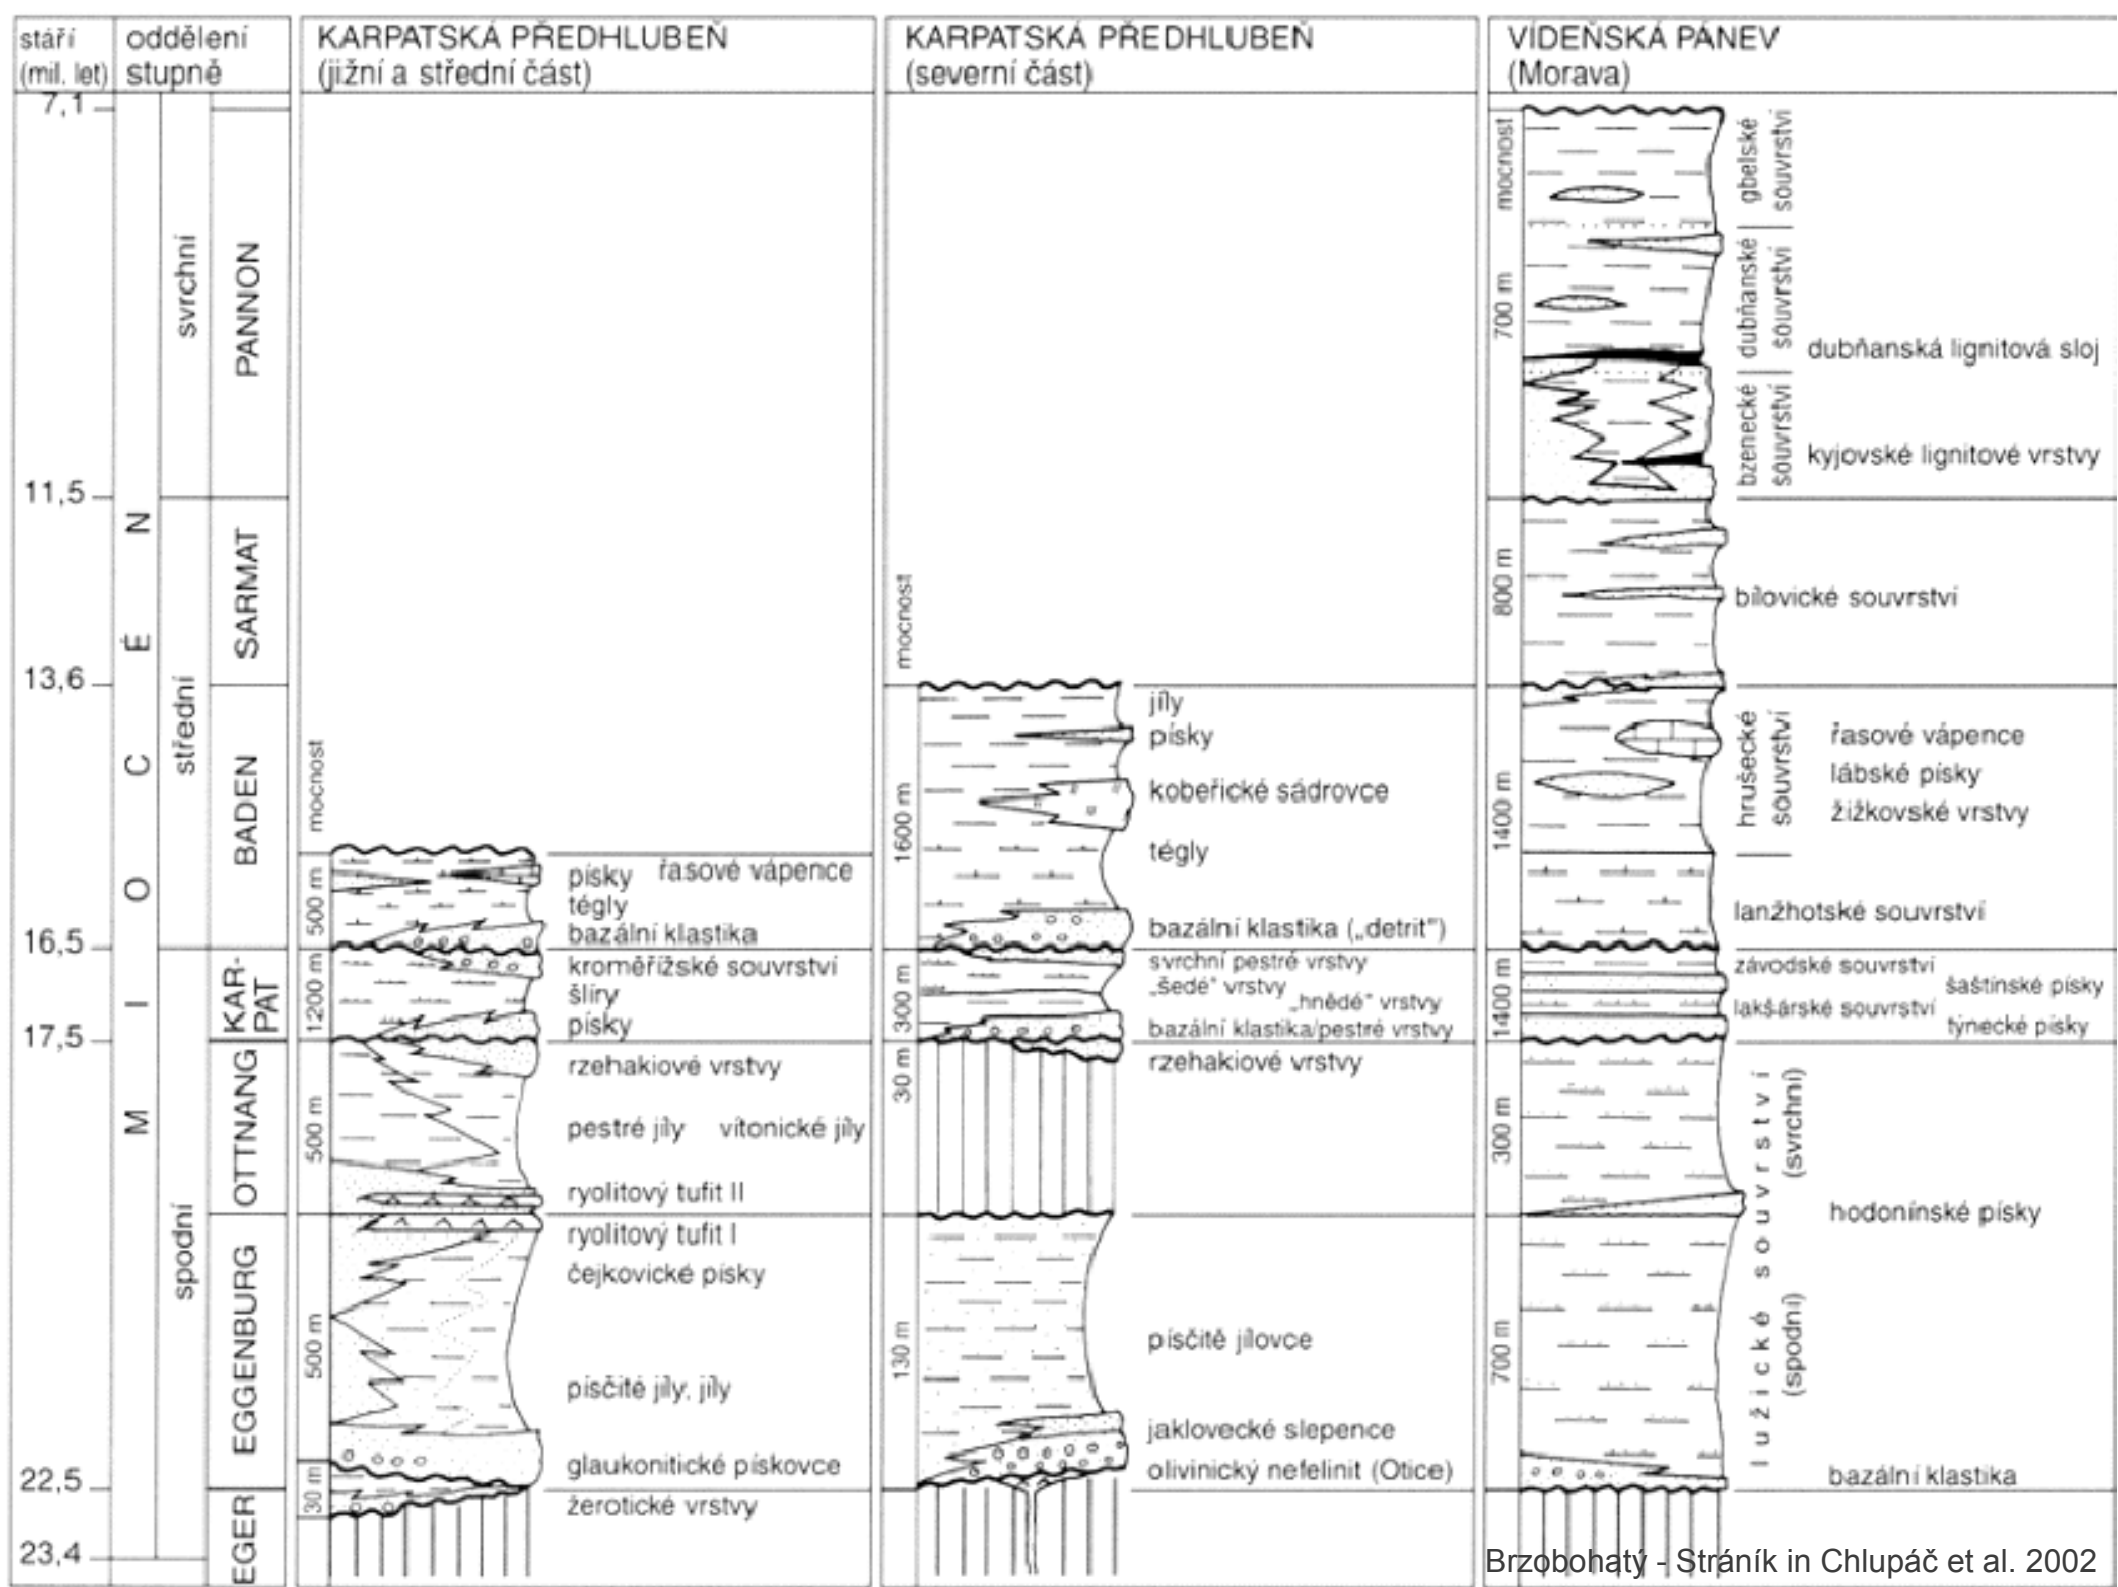 stáří
(mil. let)
oddělení
stupně
KARPATSKÁ PŘEDHLUBEŇ
(jižní a střední část)
KARPATSKÁ PŘEDHLUBEŇ
(severní část)
VÍDEŇSKÁ PÁNEV
(Morava)
7,1
11,5
13,6
16,5
17,5
22,5
23,4
MIOCÉN
svrchní
střední
spodní
PANNON
SARMAT
BADEN
KAR-
PAT
OTTNANG
EGGENBURG
EGER
mocnost
500 m
1200 m
500 m
500 m
30 m
písky
řasové vápence
tégly
bazální klastika
kroměřížské souvrství
šlíry
písky
rzehakiové vrstvy
pestré jíly
vítonické jíly
ryolitový tufit II
ryolitový tufit I
čejkovické písky
písčité jíly, jíly
glaukonitické pískovce
žerotické vrstvy
mocnost
1600 m
300 m
30 m
130 m
jíly
písky
kobeřické sádrovce
tégly
bazální klastika („detrit")
svrchní pestré vrstvy
„šedé" vrstvy
„hnědé" vrstvy
bazální klastika/pestré vrstvy
rzehakiové vrstvy
písčité jílovce
jaklovecké slepence
olivinický nefelinit (Otice)
mocnost
700 m
800 m
1400 m
1400 m
300 m
700 m
gbelské
souvrství
dubňanské
souvrství
dubňanská lignitová sloj
bzenecké
souvrství
kyjovské lignitové vrstvy
bílovické souvrství
hrušecké
souvrství
řasové vápence
lábské písky
žižkovské vrstvy
lanžhotské souvrství
závodské souvrství
šaštínské písky
lakšárské souvrství
týnecké písky
lužické souvrství
(svrchní)
(spodní)
hodonínské písky
bazální klastika
Brzobohatý - Stráník in Chlupáč et al. 2002